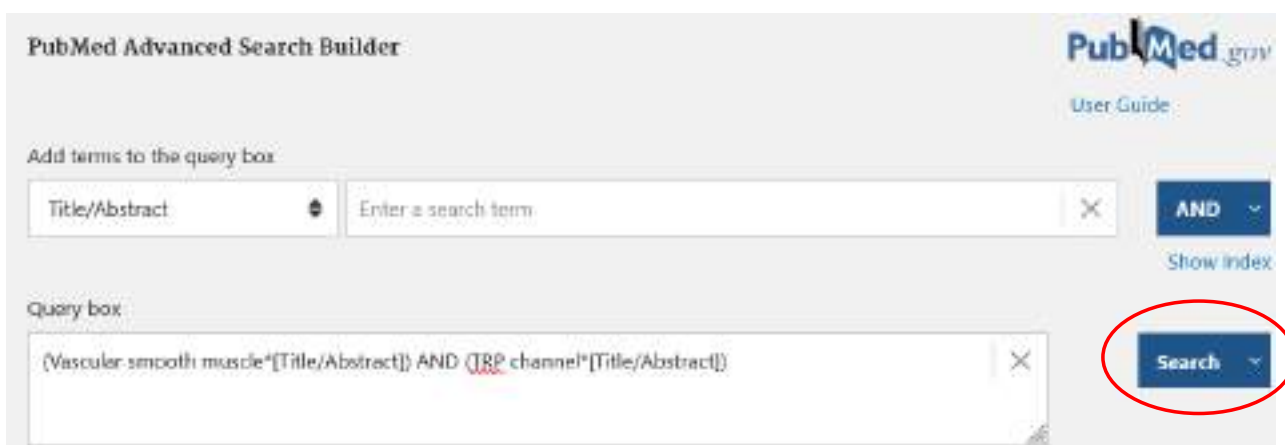 PubMed Advanced Search Builder
PubMed.gov
User Guide
Add terms to the query box
Title/Abstract
Enter a search term
AND
Show Index
Query box
(Vascular smooth muscle*[Title/Abstract]) AND (TRP channel*[Title/Abstract])
Search